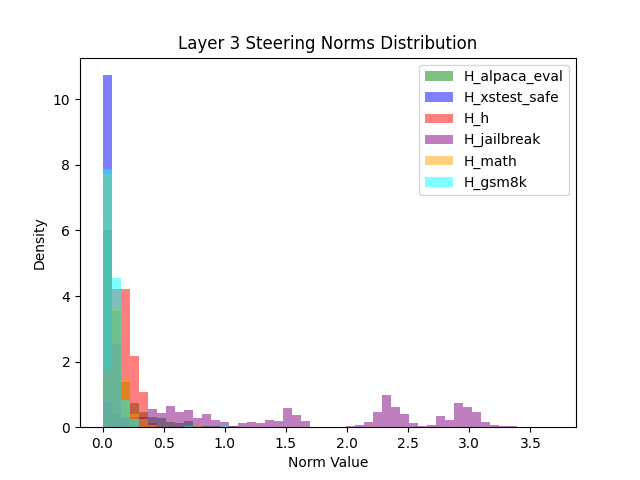 Layer 3 Steering Norms Distribution
H_alpaca_eval
H_xstest_safe
H_h
H_jailbreak
H_math
H_gsm8k
Density
10
8
6
4
2
0
0.0 0.5 1.0 1.5 2.0 2.5 3.0 3.5
Norm Value